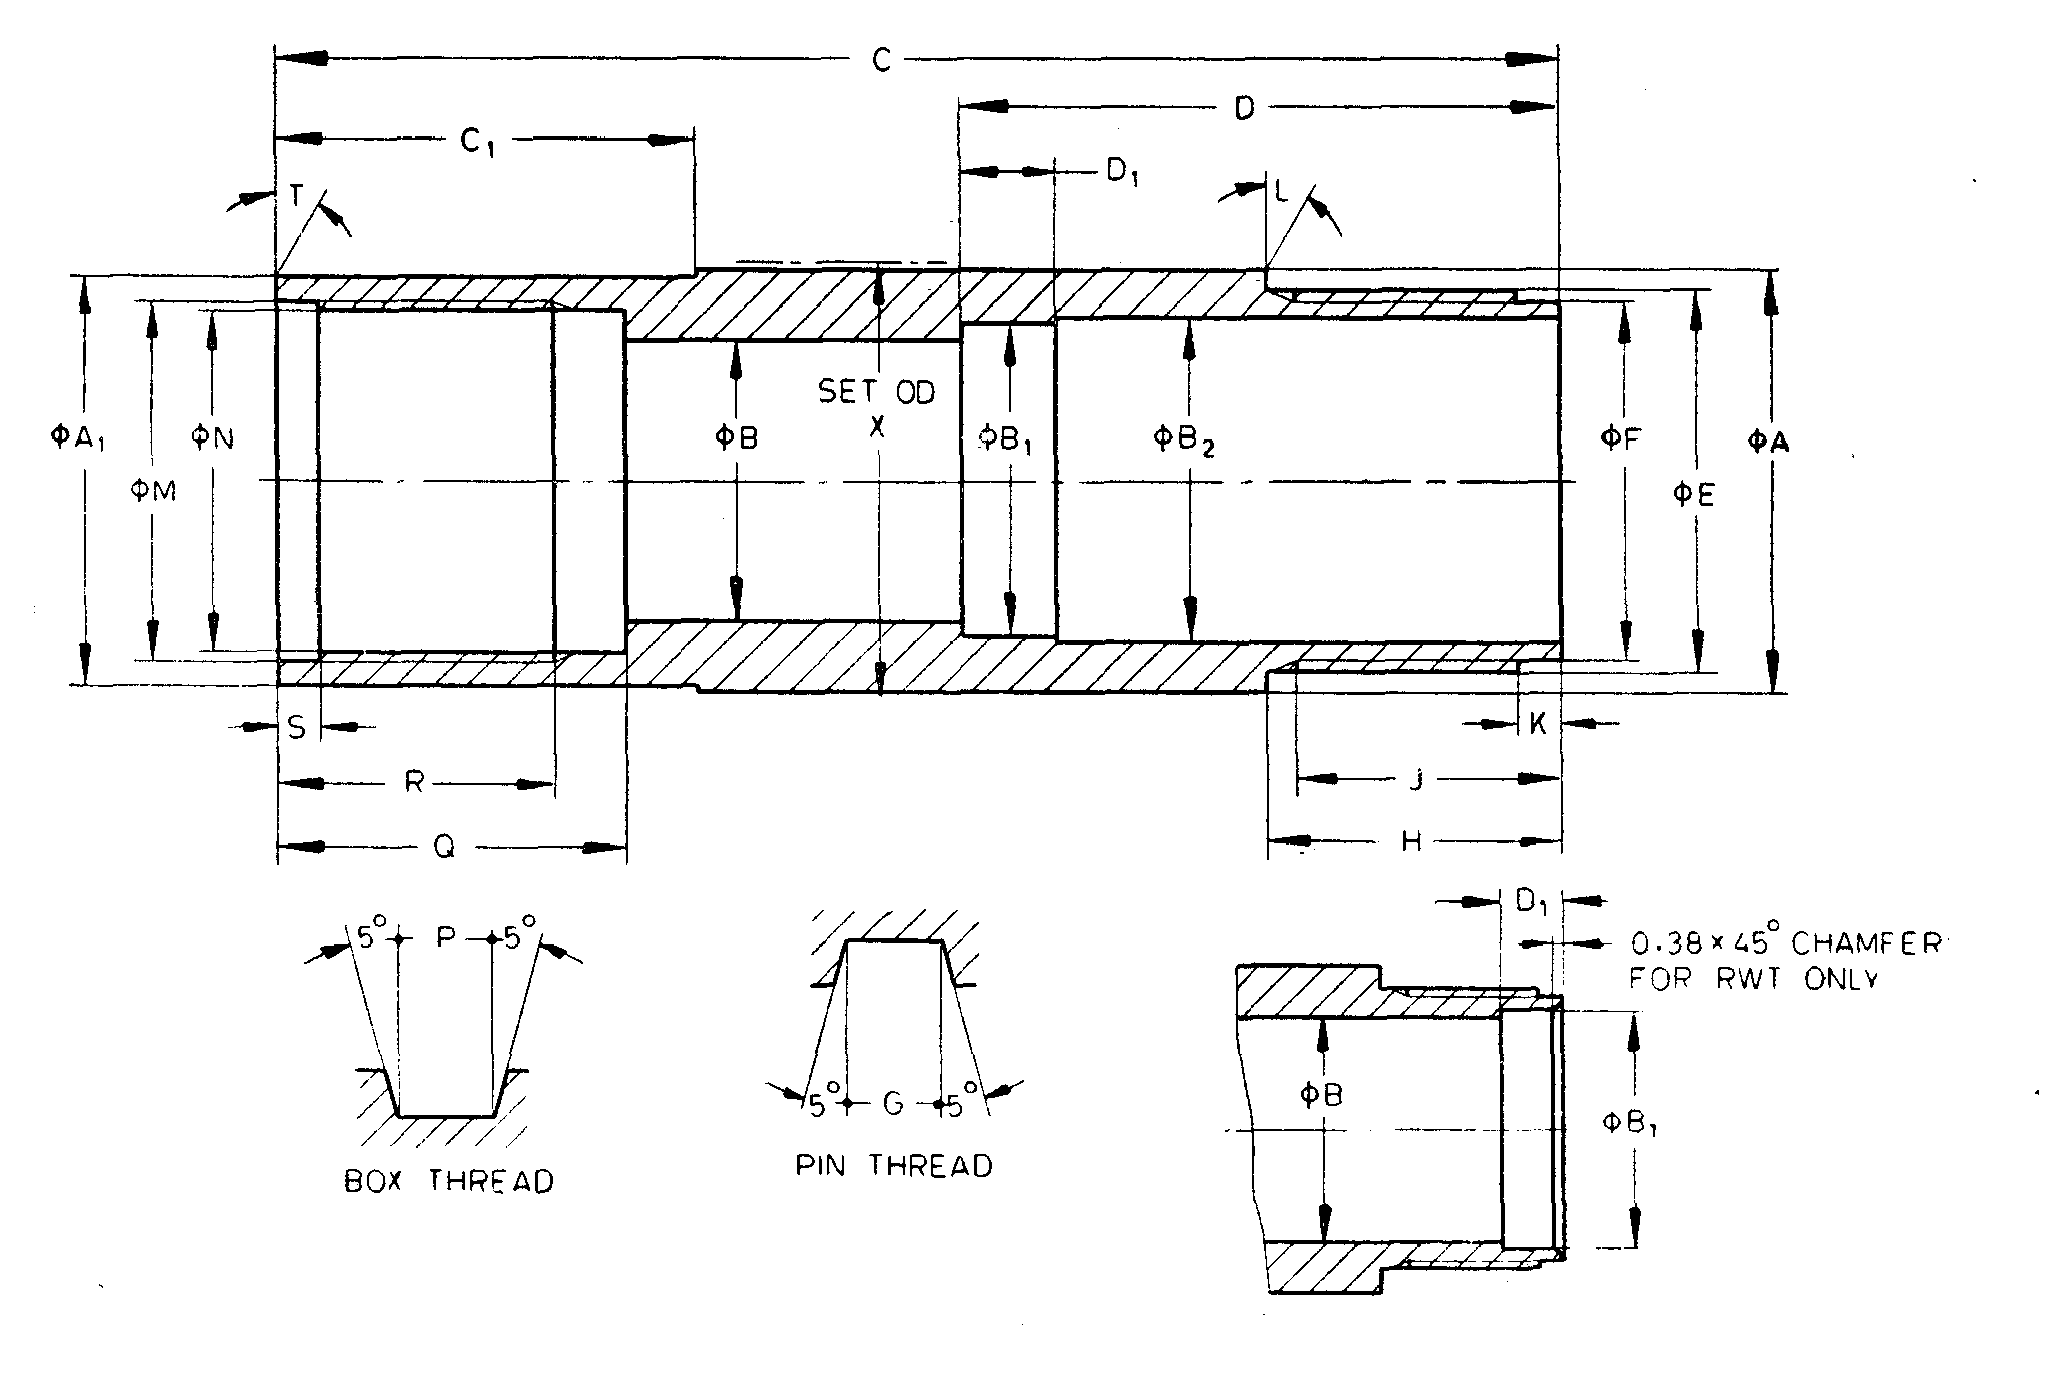 C
D
C1
D1
T
L
SET OD
X
ΦA1
ΦN
ΦB
ΦB1
ΦB2
ΦF
ΦA
ΦM
ΦE
S
K
R
J
Q
H
D1
5° P 5°
0.38 × 45° CHAMFER
FOR RWT ONLY
5° G 5°
ΦB
ΦB1
BOX THREAD
PIN THREAD